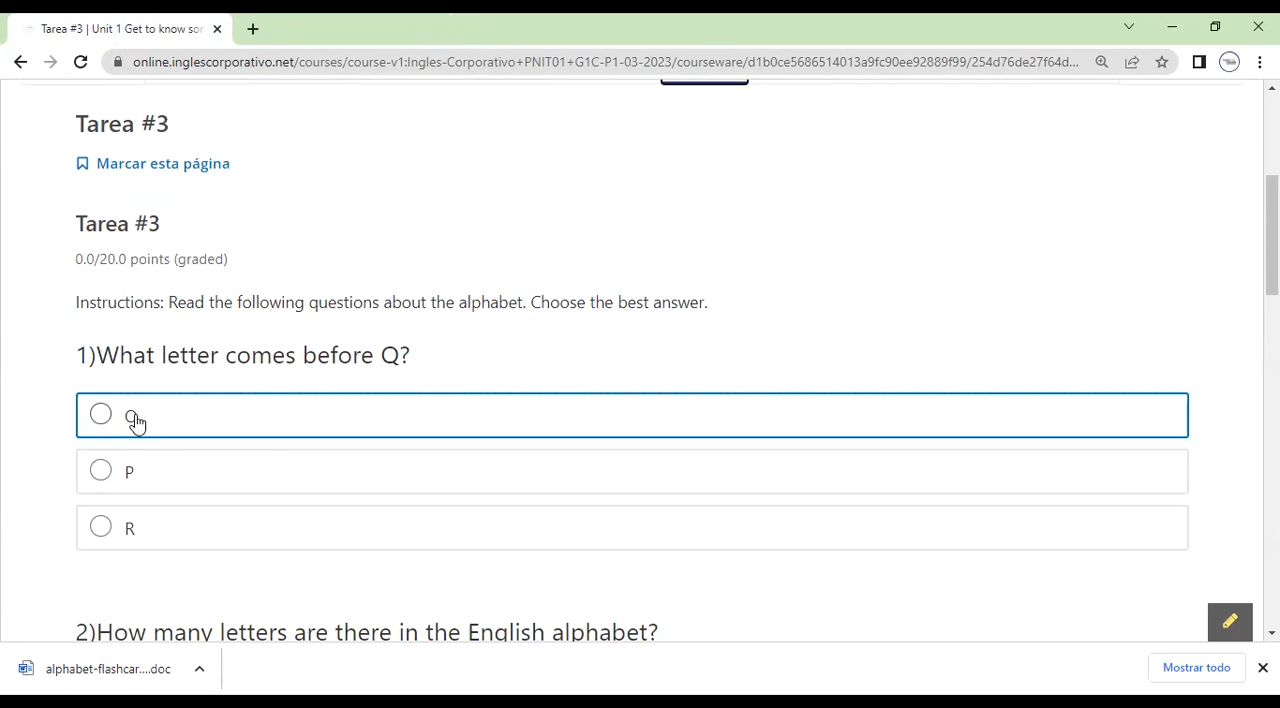 Tarea #3 | Unit 1 Get to know sor
online.inglescorporativo.net/courses/course-v1:Ingles-Corporativo+PNIT01+G1C-P1-03-2023/courseware/d1b0ce5686514013a9fc90ee92889f99/254d76de27f64d...
Tarea #3
Marcar esta página
Tarea #3
0.0/20.0 points (graded)
Instructions: Read the following questions about the alphabet. Choose the best answer.
1)What letter comes before Q?
P
R
2)How many letters are there in the English alphabet?
alphabet-flashcar....doc
Mostrar todo